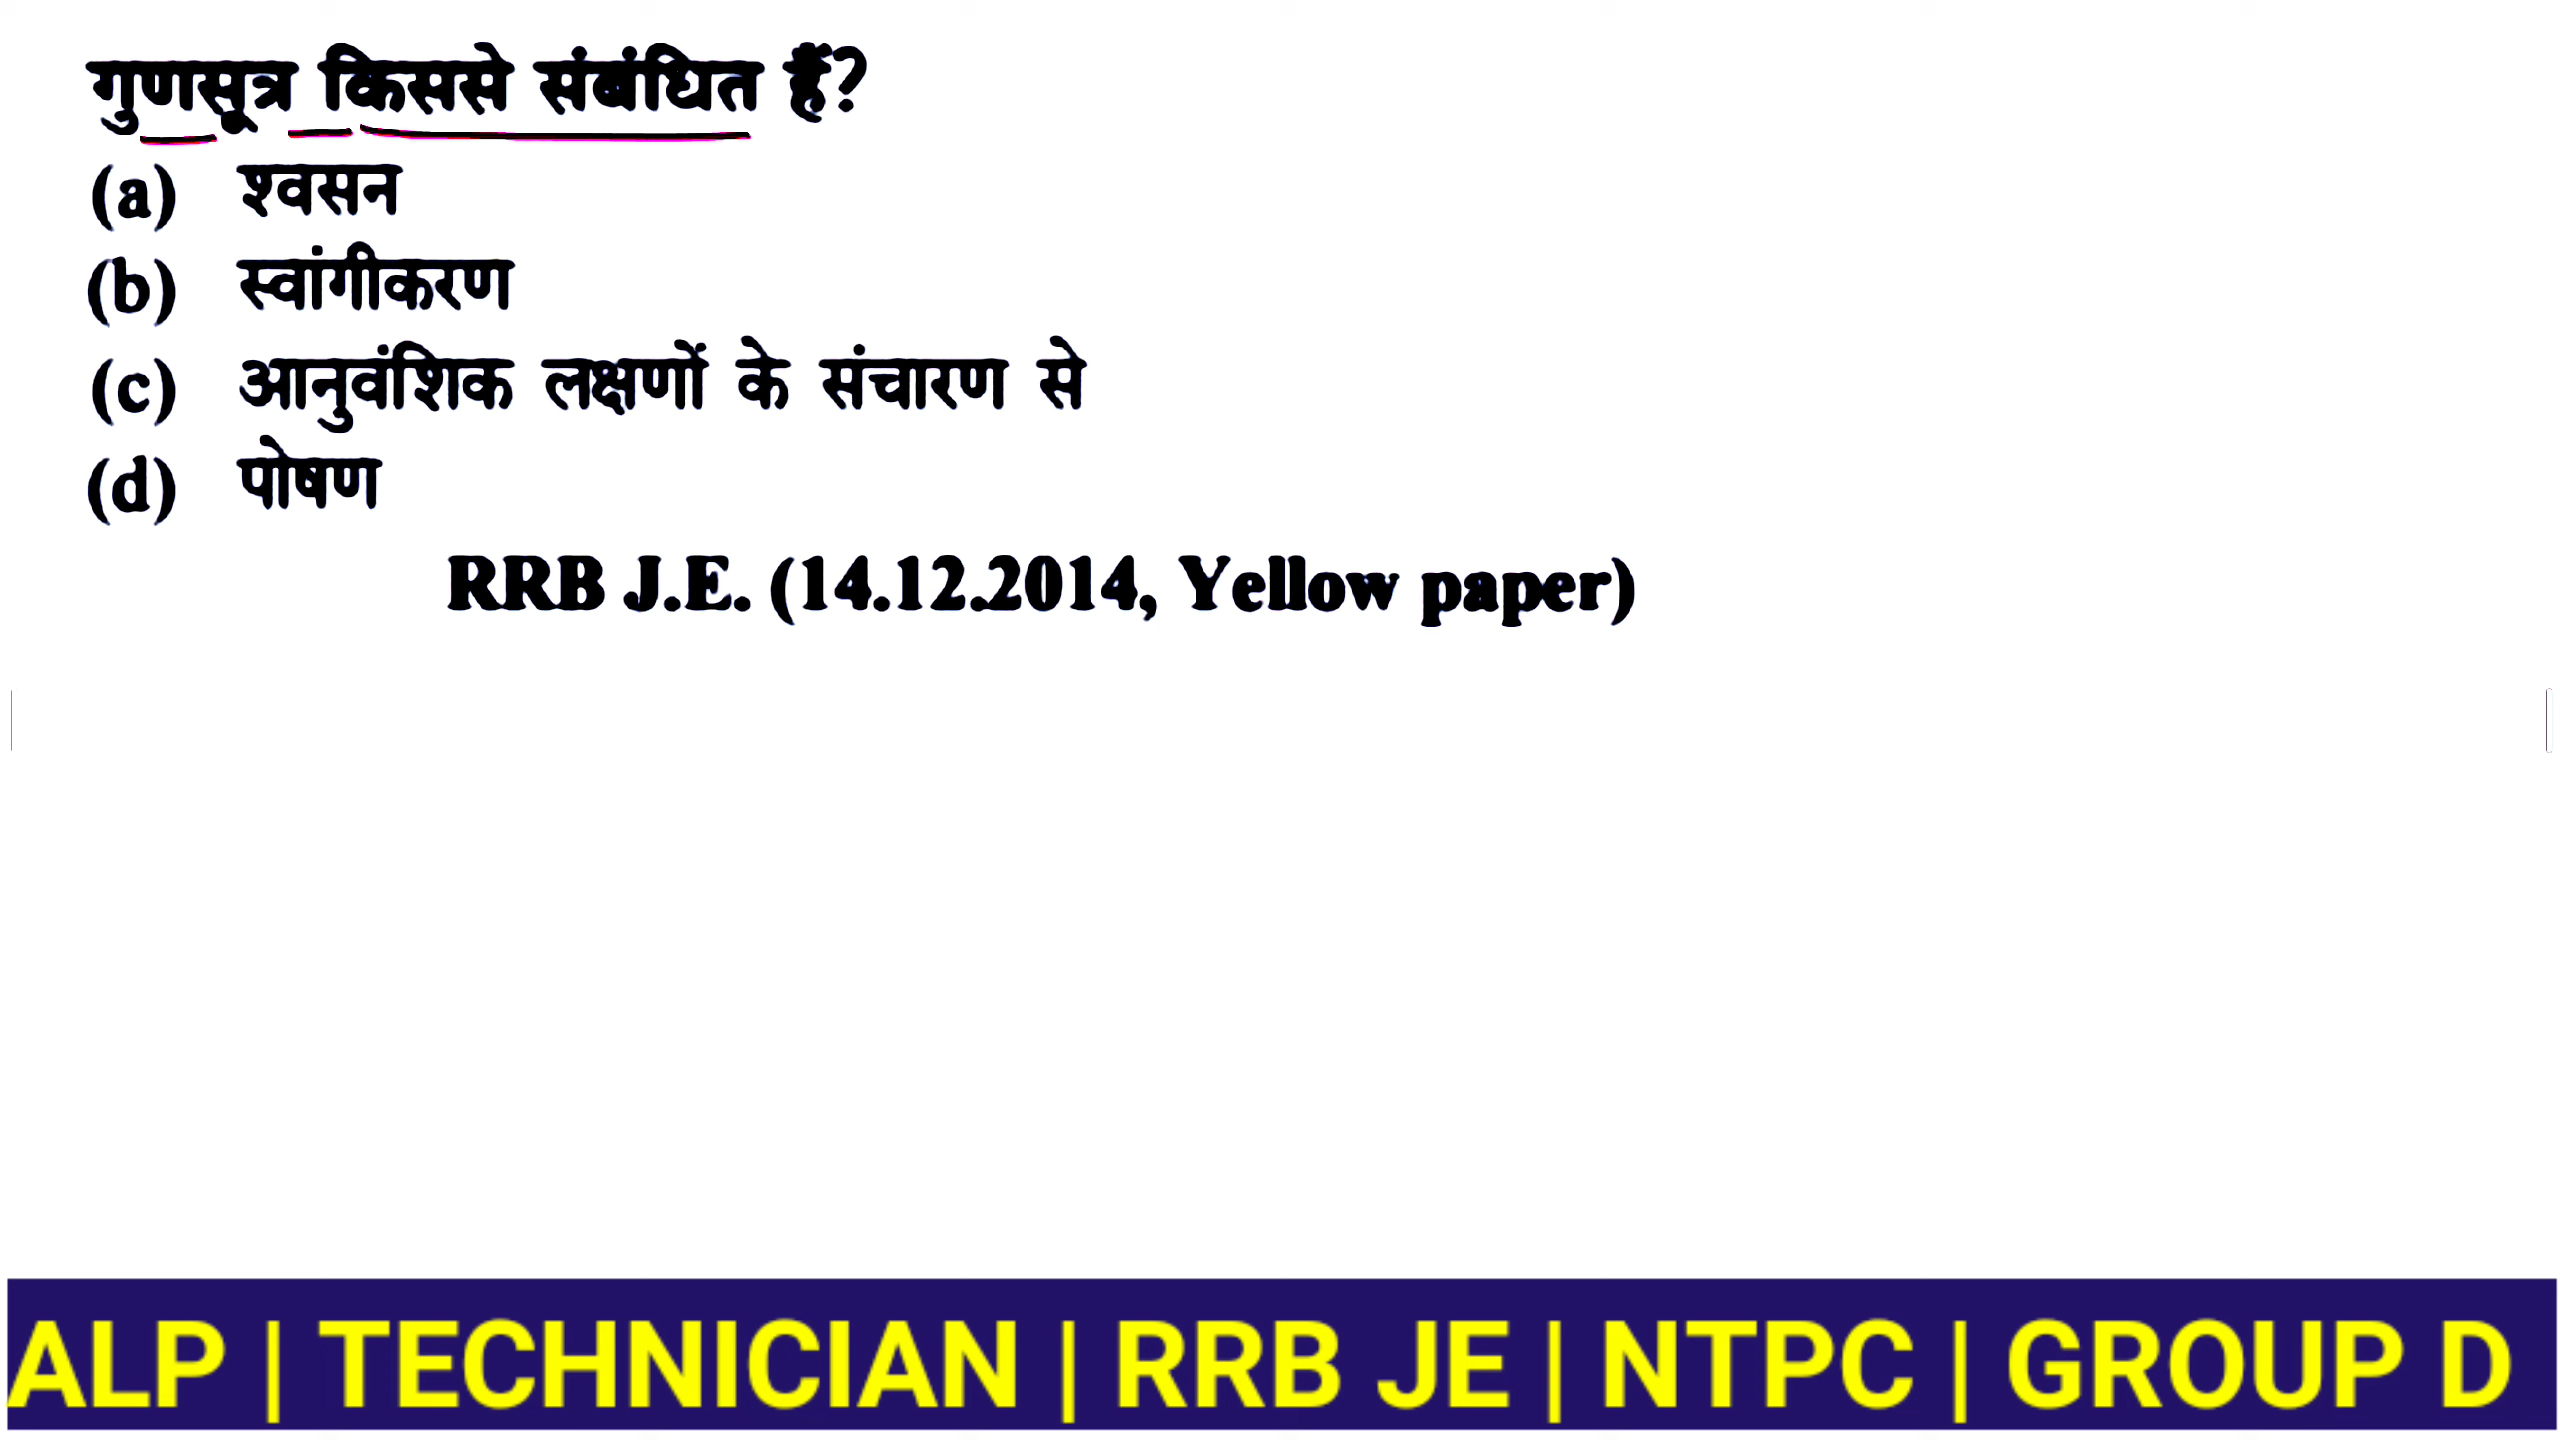 गुणसूत्र किससे संबंधित हैं?
(a) श्वसन
(b) स्वांगीकरण
(c) आनुवंशिक लक्षणों के संचारण से
(d) पोषण
RRB J.E. (14.12.2014, Yellow paper)
ALP | TECHNICIAN | RRB JE | NTPC | GROUP D